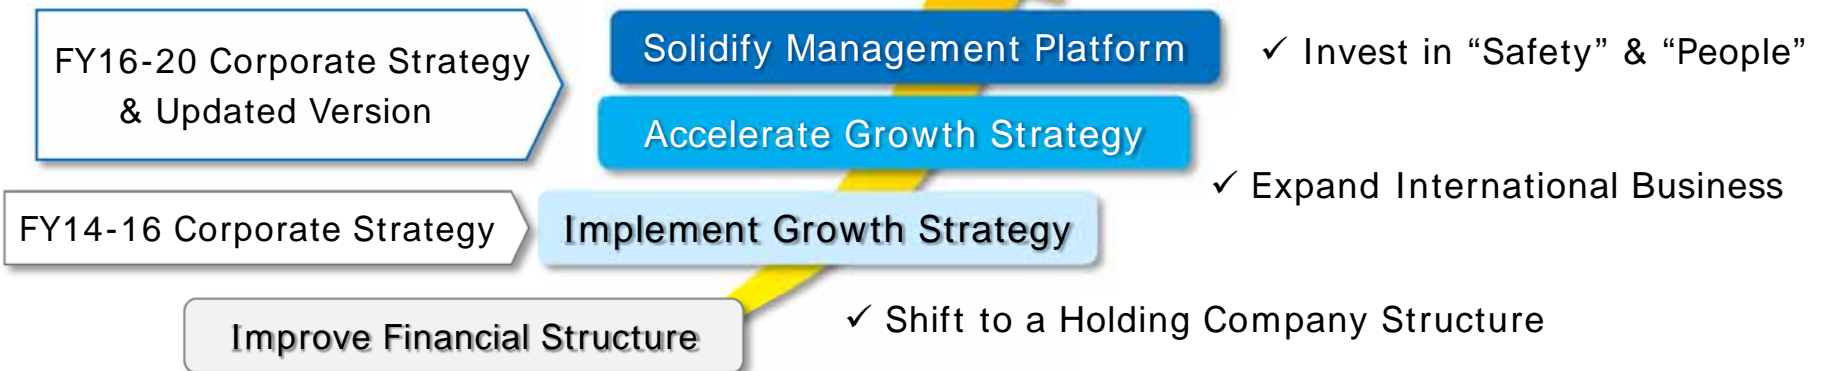 FY16-20 Corporate Strategy
& Updated Version
Solidify Management Platform
✓ Invest in “Safety” & “People”
Accelerate Growth Strategy
✓ Expand International Business
FY14-16 Corporate Strategy
Implement Growth Strategy
✓ Shift to a Holding Company Structure
Improve Financial Structure